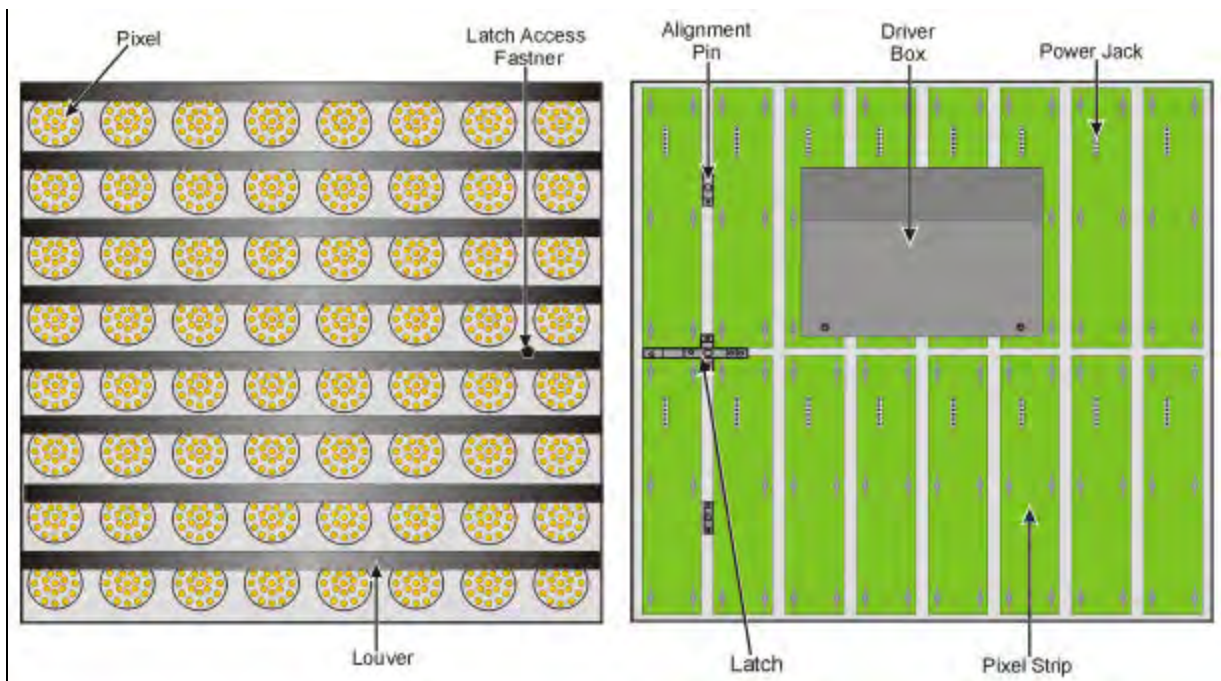 Pixel
Latch Access
Fastner
Alignment
Pin
Driver
Box
Power Jack
Louver
Latch
Pixel Strip